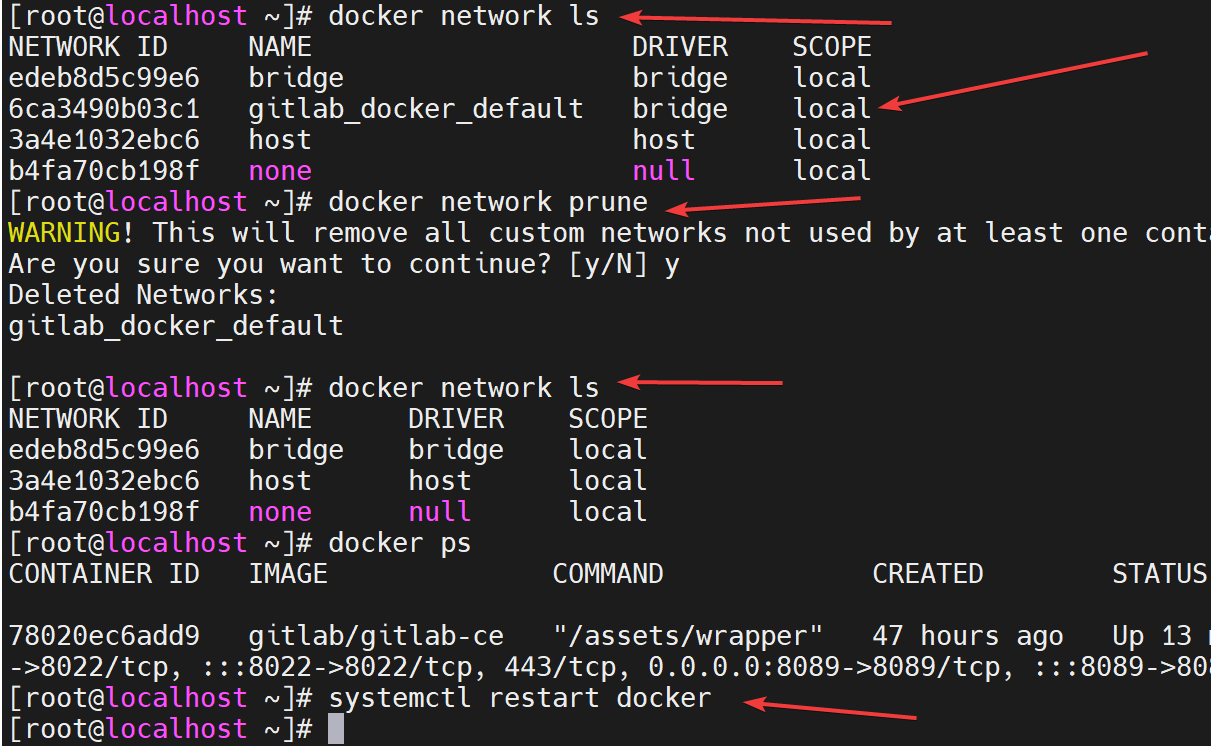 [root@localhost ~]# docker network ls
NETWORK ID   NAME                    DRIVER    SCOPE
edeb8d5c99e6   bridge                  bridge    local
6ca3490b03c1   gitlab_docker_default   bridge    local
3a4e1032ebc6   host                    host      local
b4fa70cb198f   none                    null      local
[root@localhost ~]# docker network prune
WARNING! This will remove all custom networks not used by at least one
Are you sure you want to continue? [y/N] y
Deleted Networks:
gitlab_docker_default
[root@localhost ~]# docker network ls
NETWORK ID     NAME      DRIVER    SCOPE
edeb8d5c99e6   bridge    bridge    local
3a4e1032ebc6   host      host      local
b4fa70cb198f   none      null      local
[root@localhost ~]# docker ps
CONTAINER ID   IMAGE              COMMAND             CREATED        STATUS
78020ec6add9   gitlab/gitlab-ce   "/assets/wrapper"   47 hours ago   Up 13
->8022/tcp, :::8022->8022/tcp, 443/tcp, 0.0.0.0:8089->8089/tcp, :::8089->
[root@localhost ~]# systemctl restart docker
[root@localhost ~]#